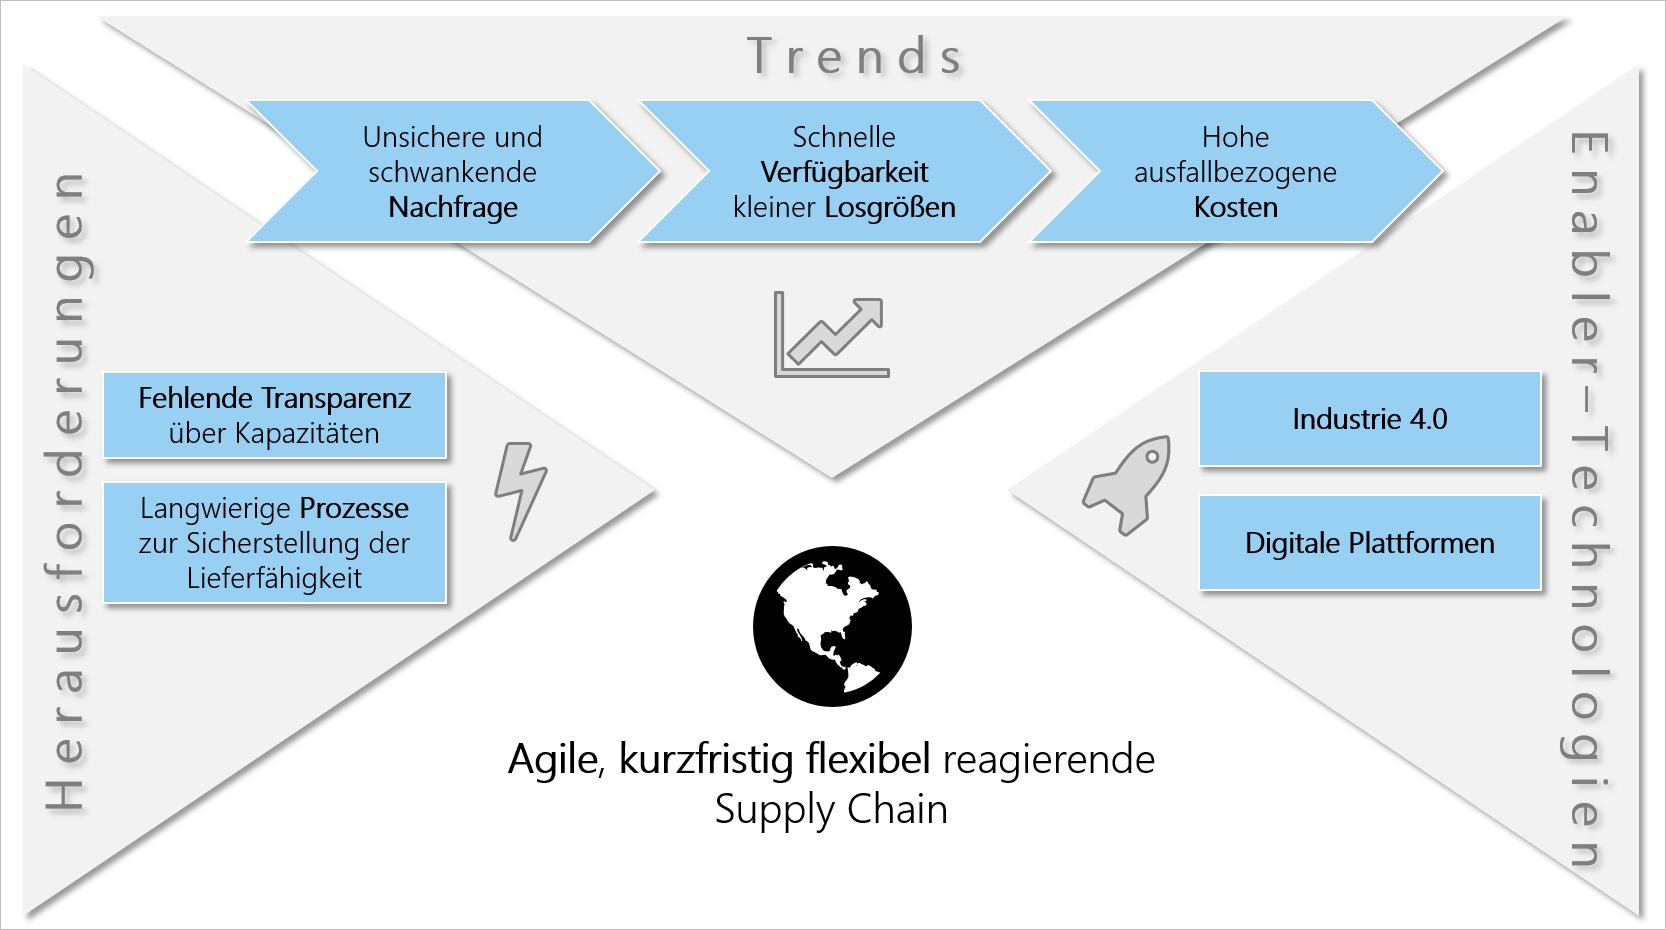 Trends
Unsichere und
schwankende
Nachfrage
Schnelle
Verfügbarkeit
kleiner Losgrößen
Hohe
ausfallbezogene
Kosten
Herausforderungen
Fehlende Transparenz
über Kapazitäten
Langwierige Prozesse
zur Sicherstellung der
Lieferfähigkeit
Enabler–Technologien
Industrie 4.0
Digitale Plattformen
Agile, kurzfristig flexibel reagierende
Supply Chain